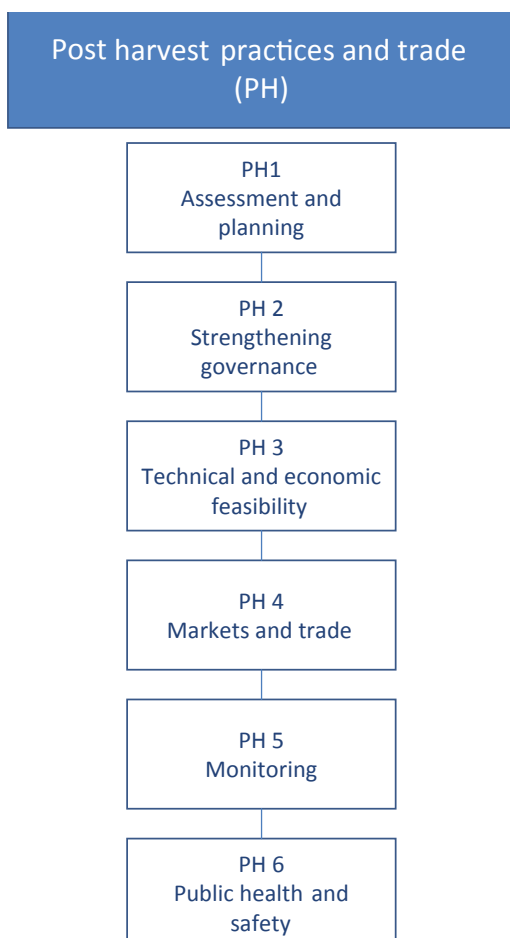 Post harvest practices and trade
(PH)
PH1
Assessment and
planning
PH 2
Strengthening
governance
PH 3
Technical and economic
feasibility
PH 4
Markets and trade
PH 5
Monitoring
PH 6
Public health and
safety